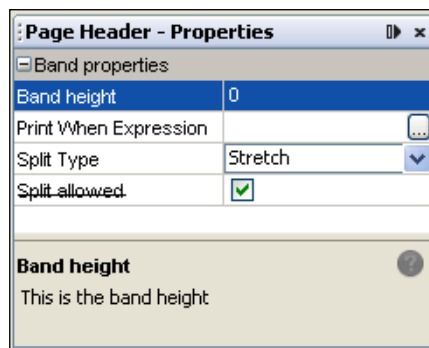 Page Header - Properties
Band properties
Band height 0
Print When Expression ...
Split Type Stretch
Split allowed
Band height ?
This is the band height